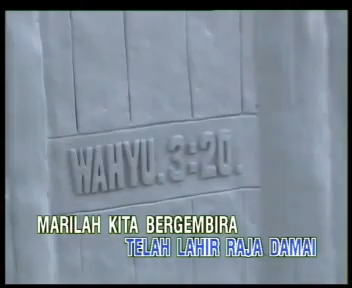 WAHYU. 3:20.
MARILAH KITA BERGEMBIRA
TELAH LAHIR RAJA DAMAI